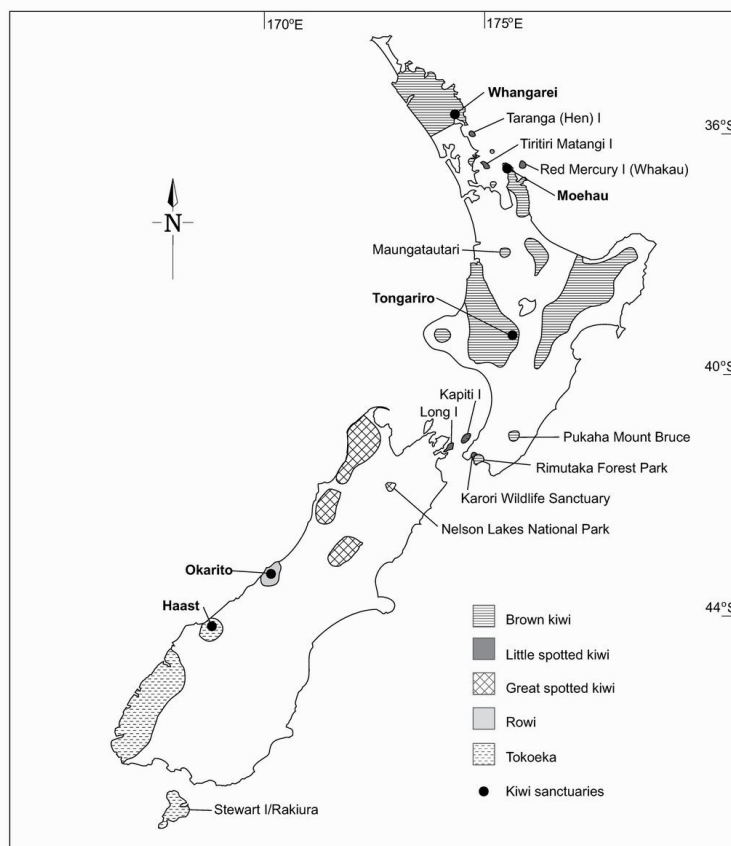 170°E
175°E
Whangarei
Taranga (Hen) I
36°S
Tiritiri Matangi I
Red Mercury I (Whakau)
Moehau
N
Maungatautari
Tongariro
40°S
Kapiti I
Long I
Pukaha Mount Bruce
Rimutaka Forest Park
Karori Wildlife Sanctuary
Nelson Lakes National Park
Okarito
Haast
44°S
Brown kiwi
Little spotted kiwi
Great spotted kiwi
Rowi
Tokoeka
Kiwi sanctuaries
Stewart I/Rakiura